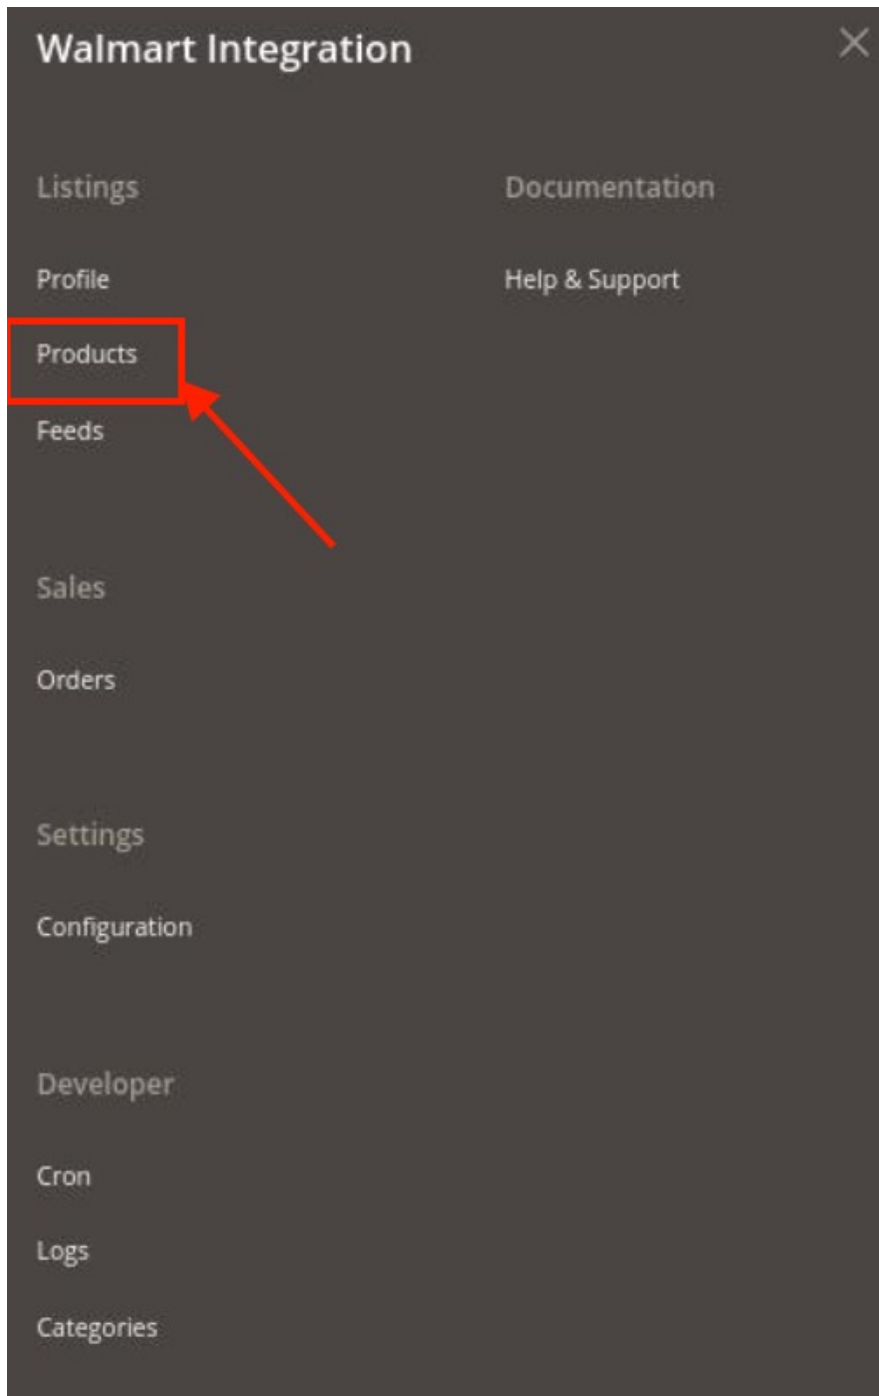 Walmart Integration
Listings
Profile
Products
Feeds
Sales
Orders
Settings
Configuration
Developer
Cron
Logs
Categories
Documentation
Help & Support